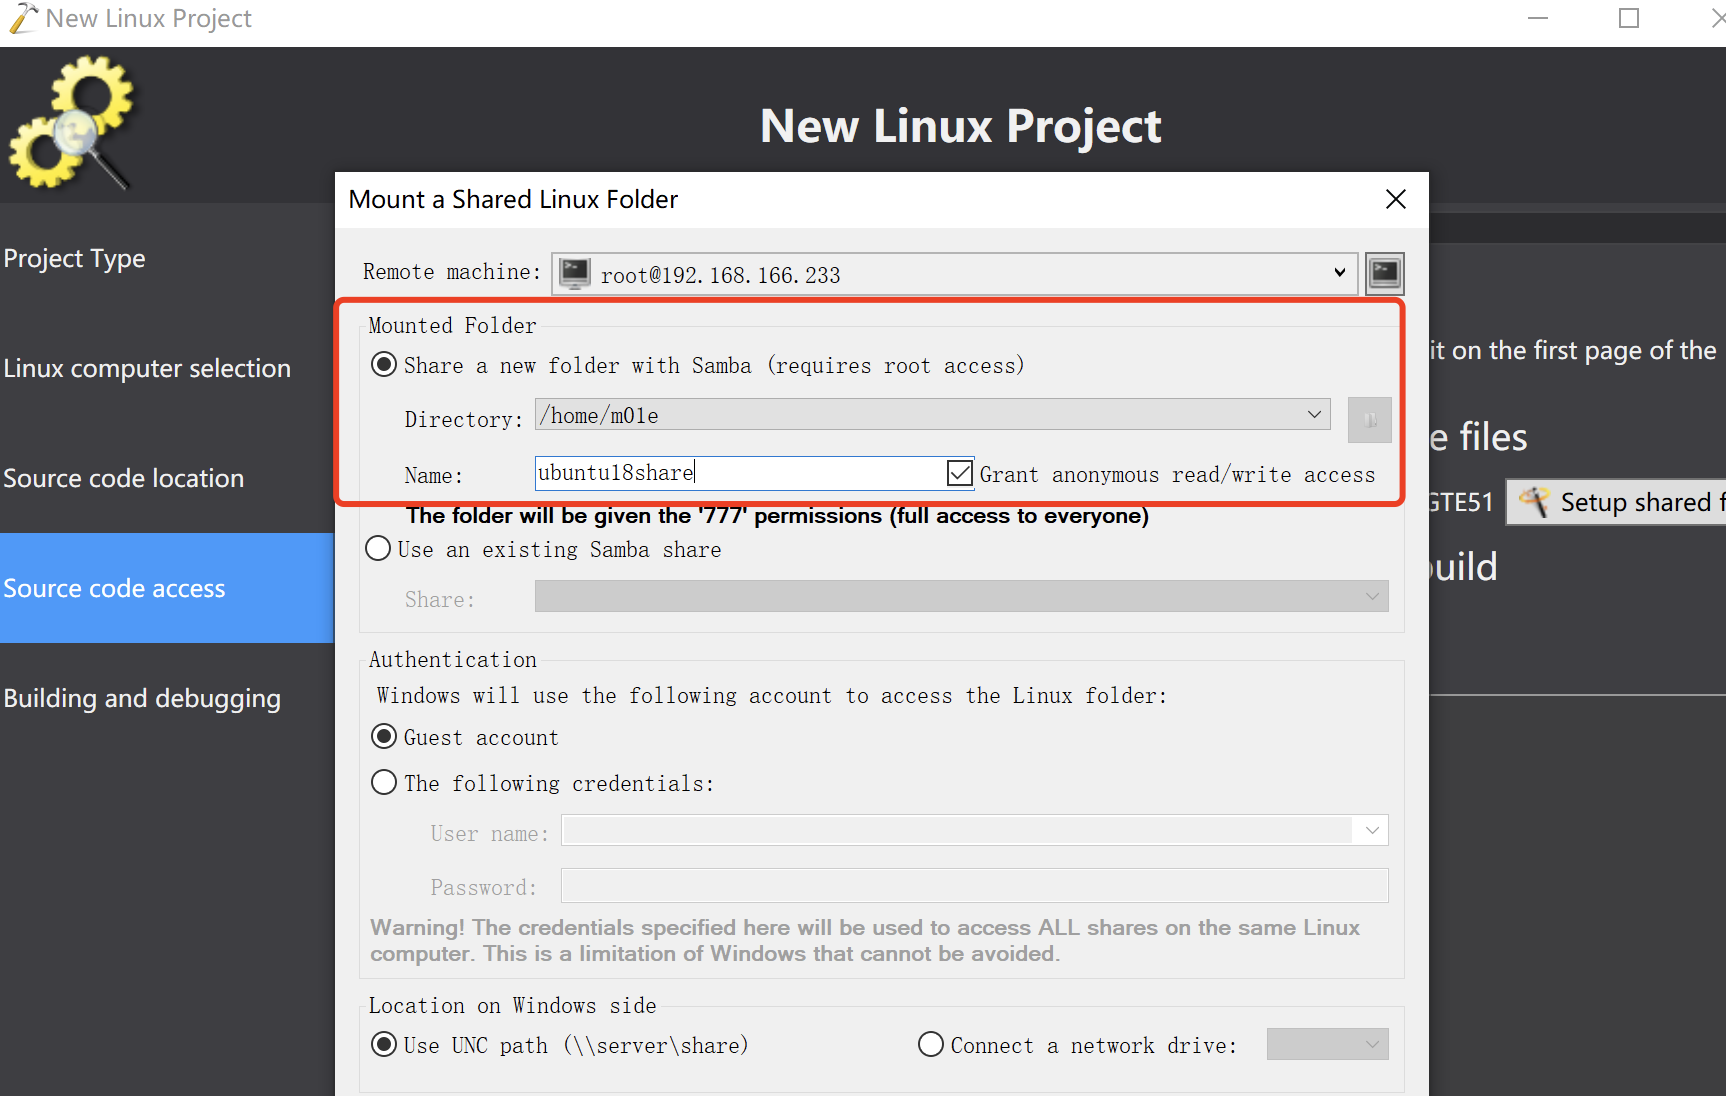 New Linux Project
New Linux Project
Mount a Shared Linux Folder
Project Type
Remote machine: root@192.168.166.233
Mounted Folder
Share a new folder with Samba (requires root access)
it on the first page of the
Linux computer selection
Directory: /home/m0le
e files
Name: ubuntu18share Grant anonymous read/write access
Source code location
GTE51 Setup shared f
The folder will be given the '777' permissions (full access to everyone)
Use an existing Samba share
build
Source code access
Share:
Authentication
Windows will use the following account to access the Linux folder:
Building and debugging
Guest account
The following credentials:
User name:
Password:
Warning! The credentials specified here will be used to access ALL shares on the same Linux
computer. This is a limitation of Windows that cannot be avoided.
Location on Windows side
Use UNC path (\\server\share) Connect a network drive: